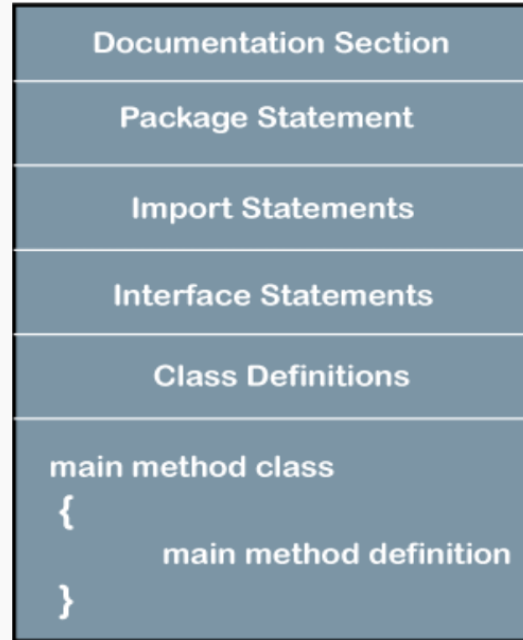 Documentation Section
Package Statement
Import Statements
Interface Statements
Class Definitions
main method class
{
main method definition
}